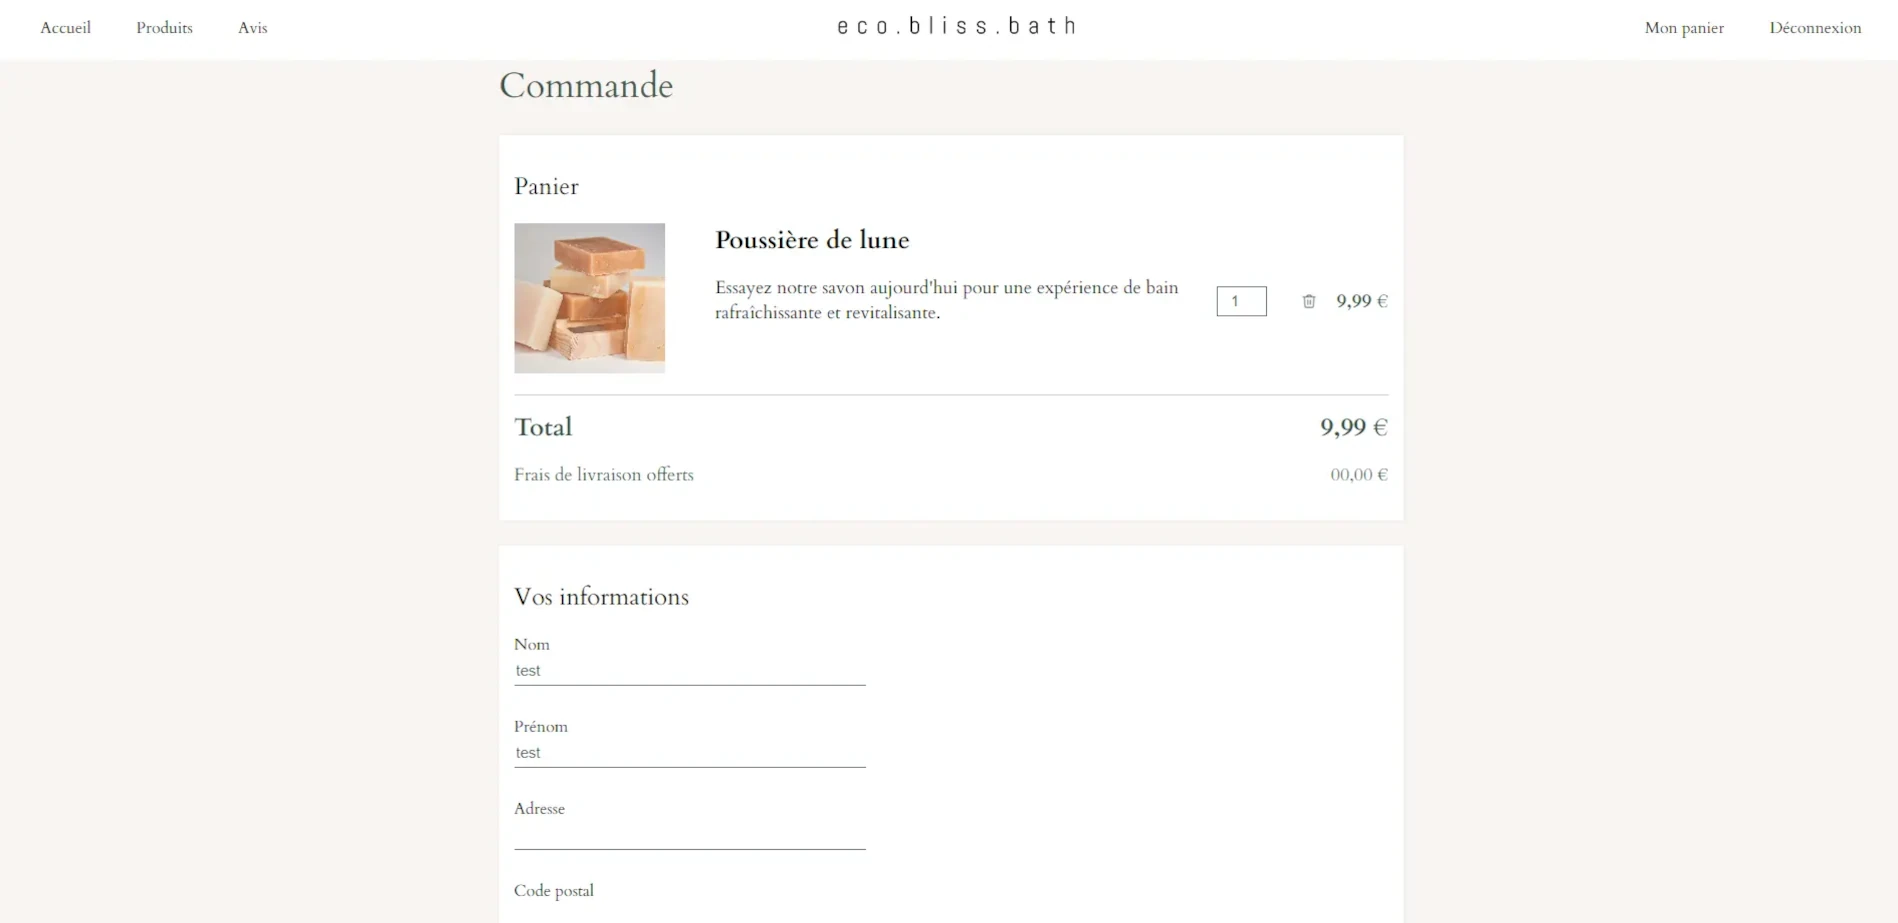 Accueil Produits Avis eco.bliss.bath Mon panier Déconnexion
Commande
Panier
Poussière de lune
Essayez notre savon aujourd'hui pour une expérience de bain
rafraîchissante et revitalisante.
1 9,99 €
Total 9,99 €
Frais de livraison offerts 00,00 €
Vos informations
Nom
test
Prénom
test
Adresse
Code postal